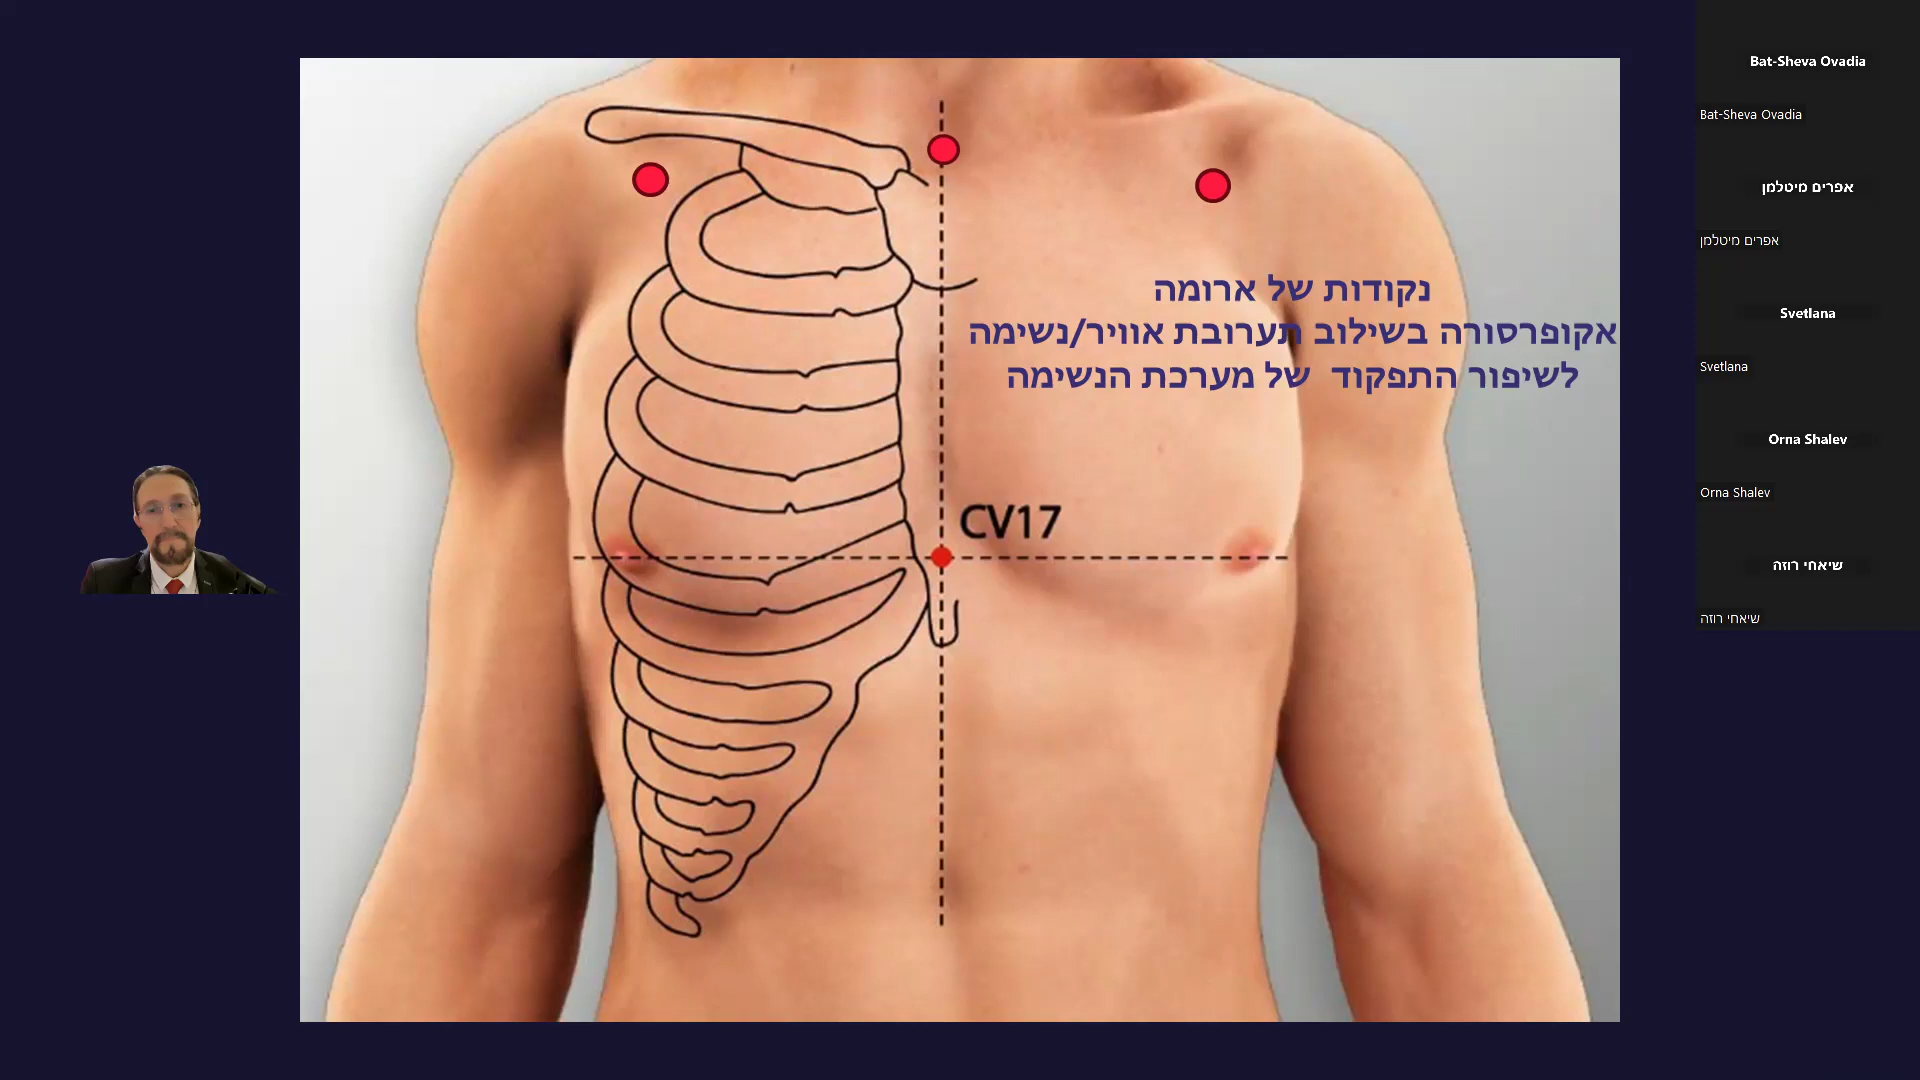 נקודות של ארומה
אקופרסורה בשילוב תערובת אוויר/נשימה
לשיפור התפקוד של מערכת הנשימה
CV17
Bat-Sheva Ovadia
Bat-Sheva Ovadia
אפרים מיטלמן
אפרים מיטלמן
Svetlana
Svetlana
Orna Shalev
Orna Shalev
שיאחי רוזה
שיאחי רוזה